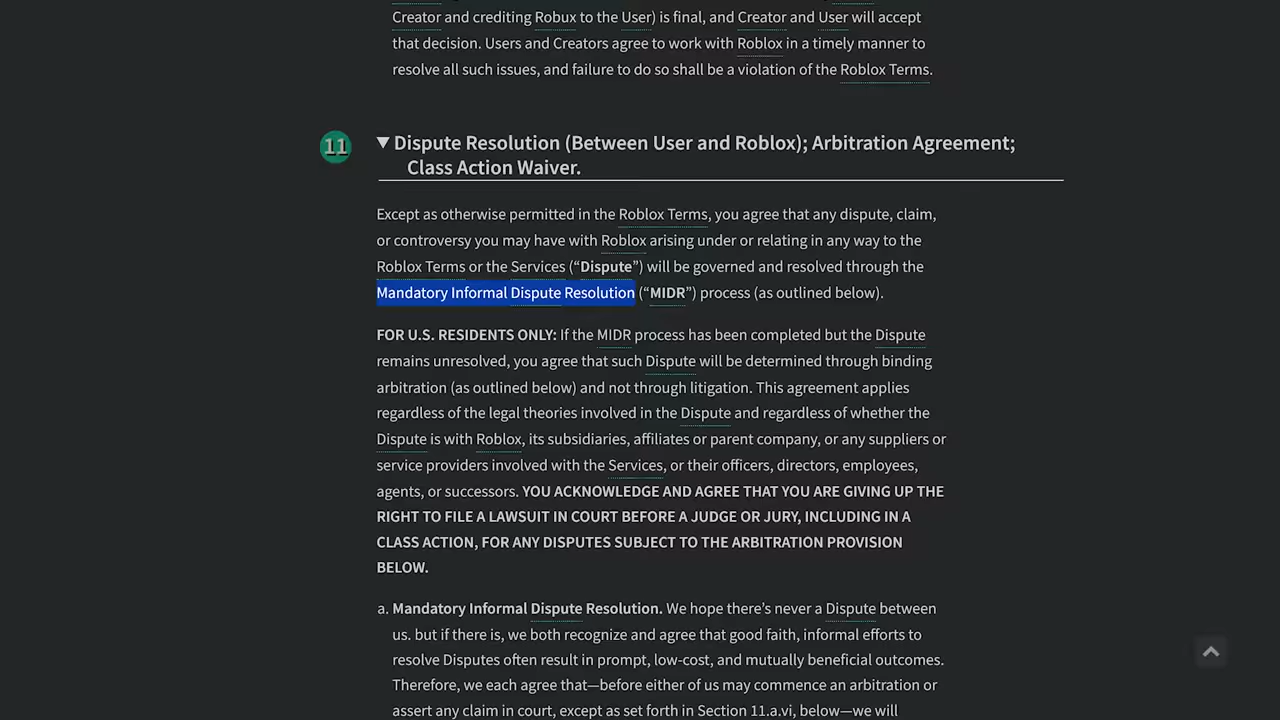 Creator and crediting Robux to the User) is final, and Creator and User will accept
that decision. Users and Creators agree to work with Roblox in a timely manner to
resolve all such issues, and failure to do so shall be a violation of the Roblox Terms.
11
▼ Dispute Resolution (Between User and Roblox); Arbitration Agreement;
Class Action Waiver.
Except as otherwise permitted in the Roblox Terms, you agree that any dispute, claim,
or controversy you may have with Roblox arising under or relating in any way to the
Roblox Terms or the Services (“Dispute”) will be governed and resolved through the
Mandatory Informal Dispute Resolution (“MIDR”) process (as outlined below).
FOR U.S. RESIDENTS ONLY: If the MIDR process has been completed but the Dispute
remains unresolved, you agree that such Dispute will be determined through binding
arbitration (as outlined below) and not through litigation. This agreement applies
regardless of the legal theories involved in the Dispute and regardless of whether the
Dispute is with Roblox, its subsidiaries, affiliates or parent company, or any suppliers or
service providers involved with the Services, or their officers, directors, employees,
agents, or successors. YOU ACKNOWLEDGE AND AGREE THAT YOU ARE GIVING UP THE
RIGHT TO FILE A LAWSUIT IN COURT BEFORE A JUDGE OR JURY, INCLUDING IN A
CLASS ACTION, FOR ANY DISPUTES SUBJECT TO THE ARBITRATION PROVISION
BELOW.
a. Mandatory Informal Dispute Resolution. We hope there’s never a Dispute between
us. but if there is, we both recognize and agree that good faith, informal efforts to
resolve Disputes often result in prompt, low-cost, and mutually beneficial outcomes.
Therefore, we each agree that—before either of us may commence an arbitration or
assert any claim in court, except as set forth in Section 11.a.vi, below—we will